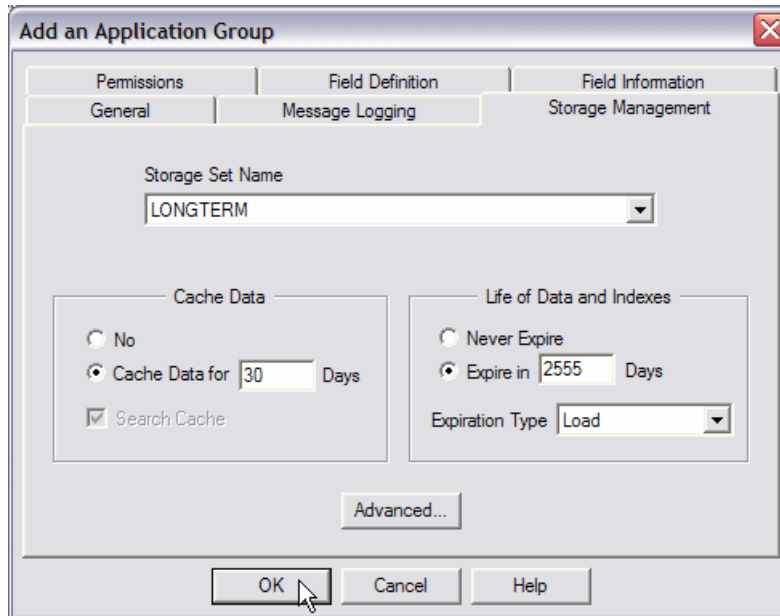 Add an Application Group
Permissions Field Definition Field Information
General Message Logging Storage Management
Storage Set Name
LONGTERM
Cache Data
No
Cache Data for 30 Days
Search Cache
Life of Data and Indexes
Never Expire
Expire in 2555 Days
Expiration Type Load
Advanced...
OK Cancel Help